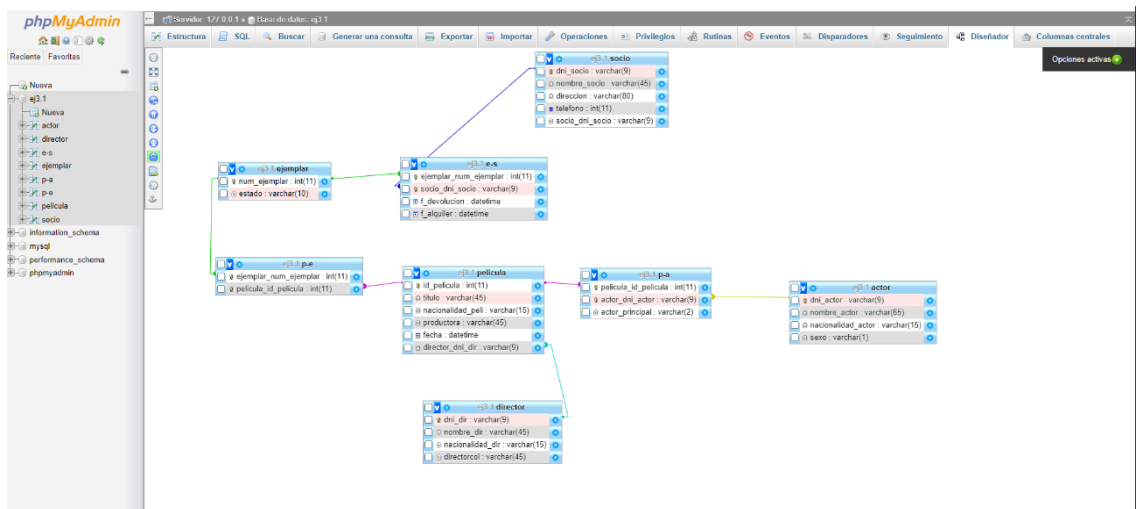 phpMyAdmin
Servidor: 127.0.0.1 » Base de datos: ej3.1
Reciente Favoritas
Estructura SQL Buscar Generar una consulta Exportar Importar Operaciones Privilegios Rutinas Eventos Disparadores Seguimiento Diseñador Columnas centrales
Opciones activas
Nueva
ej3.1
Nueva
actor
director
e-s
ejemplar
p-a
p-e
pelicula
socio
information_schema
mysql
performance_schema
phpmyadmin
ej3.1 socio
dni_socio : varchar(9)
nombre_socio : varchar(45)
direccion : varchar(80)
telefono : int(11)
socio_dni_socio : varchar(9)
ej3.1 ejemplar
num_ejemplar : int(11)
estado : varchar(10)
ej3.1 e-s
ejemplar_num_ejemplar : int(11)
socio_dni_socio : varchar(9)
f_devolucion : datetime
f_alquiler : datetime
ej3.1 p-e
ejemplar_num_ejemplar : int(11)
pelicula_id_pelicula : int(11)
ej3.1 pelicula
id_pelicula : int(11)
titulo : varchar(45)
nacionalidad_peli : varchar(15)
productora : varchar(45)
fecha : datetime
director_dni_dir : varchar(9)
ej3.1 p-a
pelicula_id_pelicula : int(11)
actor_dni_actor : varchar(9)
actor_principal : varchar(2)
ej3.1 actor
dni_actor : varchar(9)
nombre_actor : varchar(65)
nacionalidad_actor : varchar(15)
sexo : varchar(1)
ej3.1 director
dni_dir : varchar(9)
nombre_dir : varchar(45)
nacionalidad_dir : varchar(15)
directorcol : varchar(45)